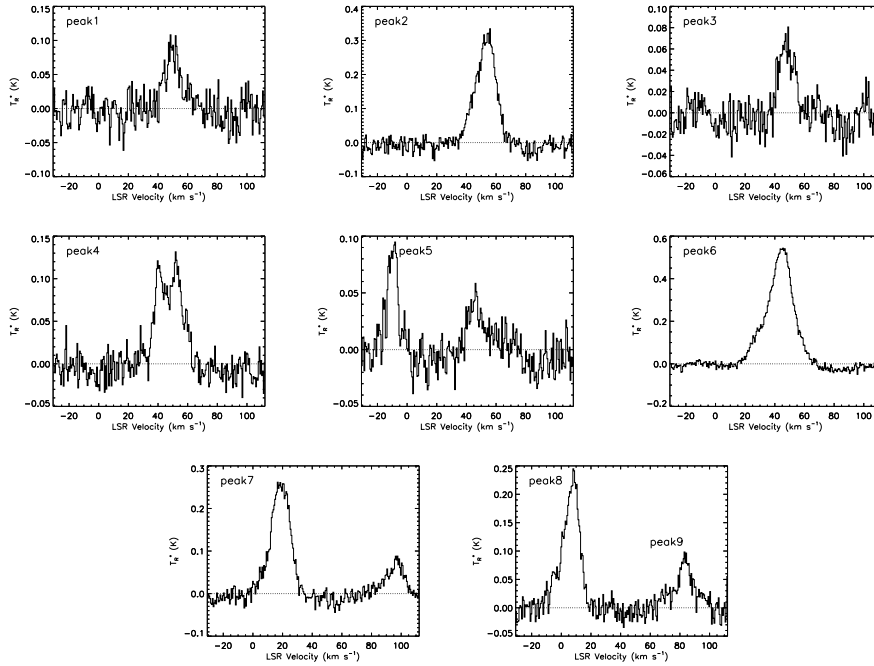 peak1
0.15
0.10
0.05
0.00
-0.05
-0.10
T_R^* (K)
-20 0 20 40 60 80 100
LSR Velocity (km s⁻¹)
peak2
0.4
0.3
0.2
0.1
0.0
-0.1
T_R^* (K)
-20 0 20 40 60 80 100
LSR Velocity (km s⁻¹)
peak3
0.10
0.08
0.06
0.04
0.02
0.00
-0.02
-0.04
-0.06
T_R^* (K)
-20 0 20 40 60 80 100
LSR Velocity (km s⁻¹)
peak4
0.15
0.10
0.05
0.00
-0.05
T_R^* (K)
-20 0 20 40 60 80 100
LSR Velocity (km s⁻¹)
peak5
0.10
0.05
0.00
-0.05
T_R^* (K)
-20 0 20 40 60 80 100
LSR Velocity (km s⁻¹)
peak6
0.6
0.4
0.2
0.0
-0.2
T_R^* (K)
-20 0 20 40 60 80 100
LSR Velocity (km s⁻¹)
peak7
0.3
0.2
0.1
0.0
-0.1
T_R^* (K)
-20 0 20 40 60 80 100
LSR Velocity (km s⁻¹)
peak8
peak9
0.25
0.20
0.15
0.10
0.05
0.00
-0.05
T_R^* (K)
-20 0 20 40 60 80 100
LSR Velocity (km s⁻¹)